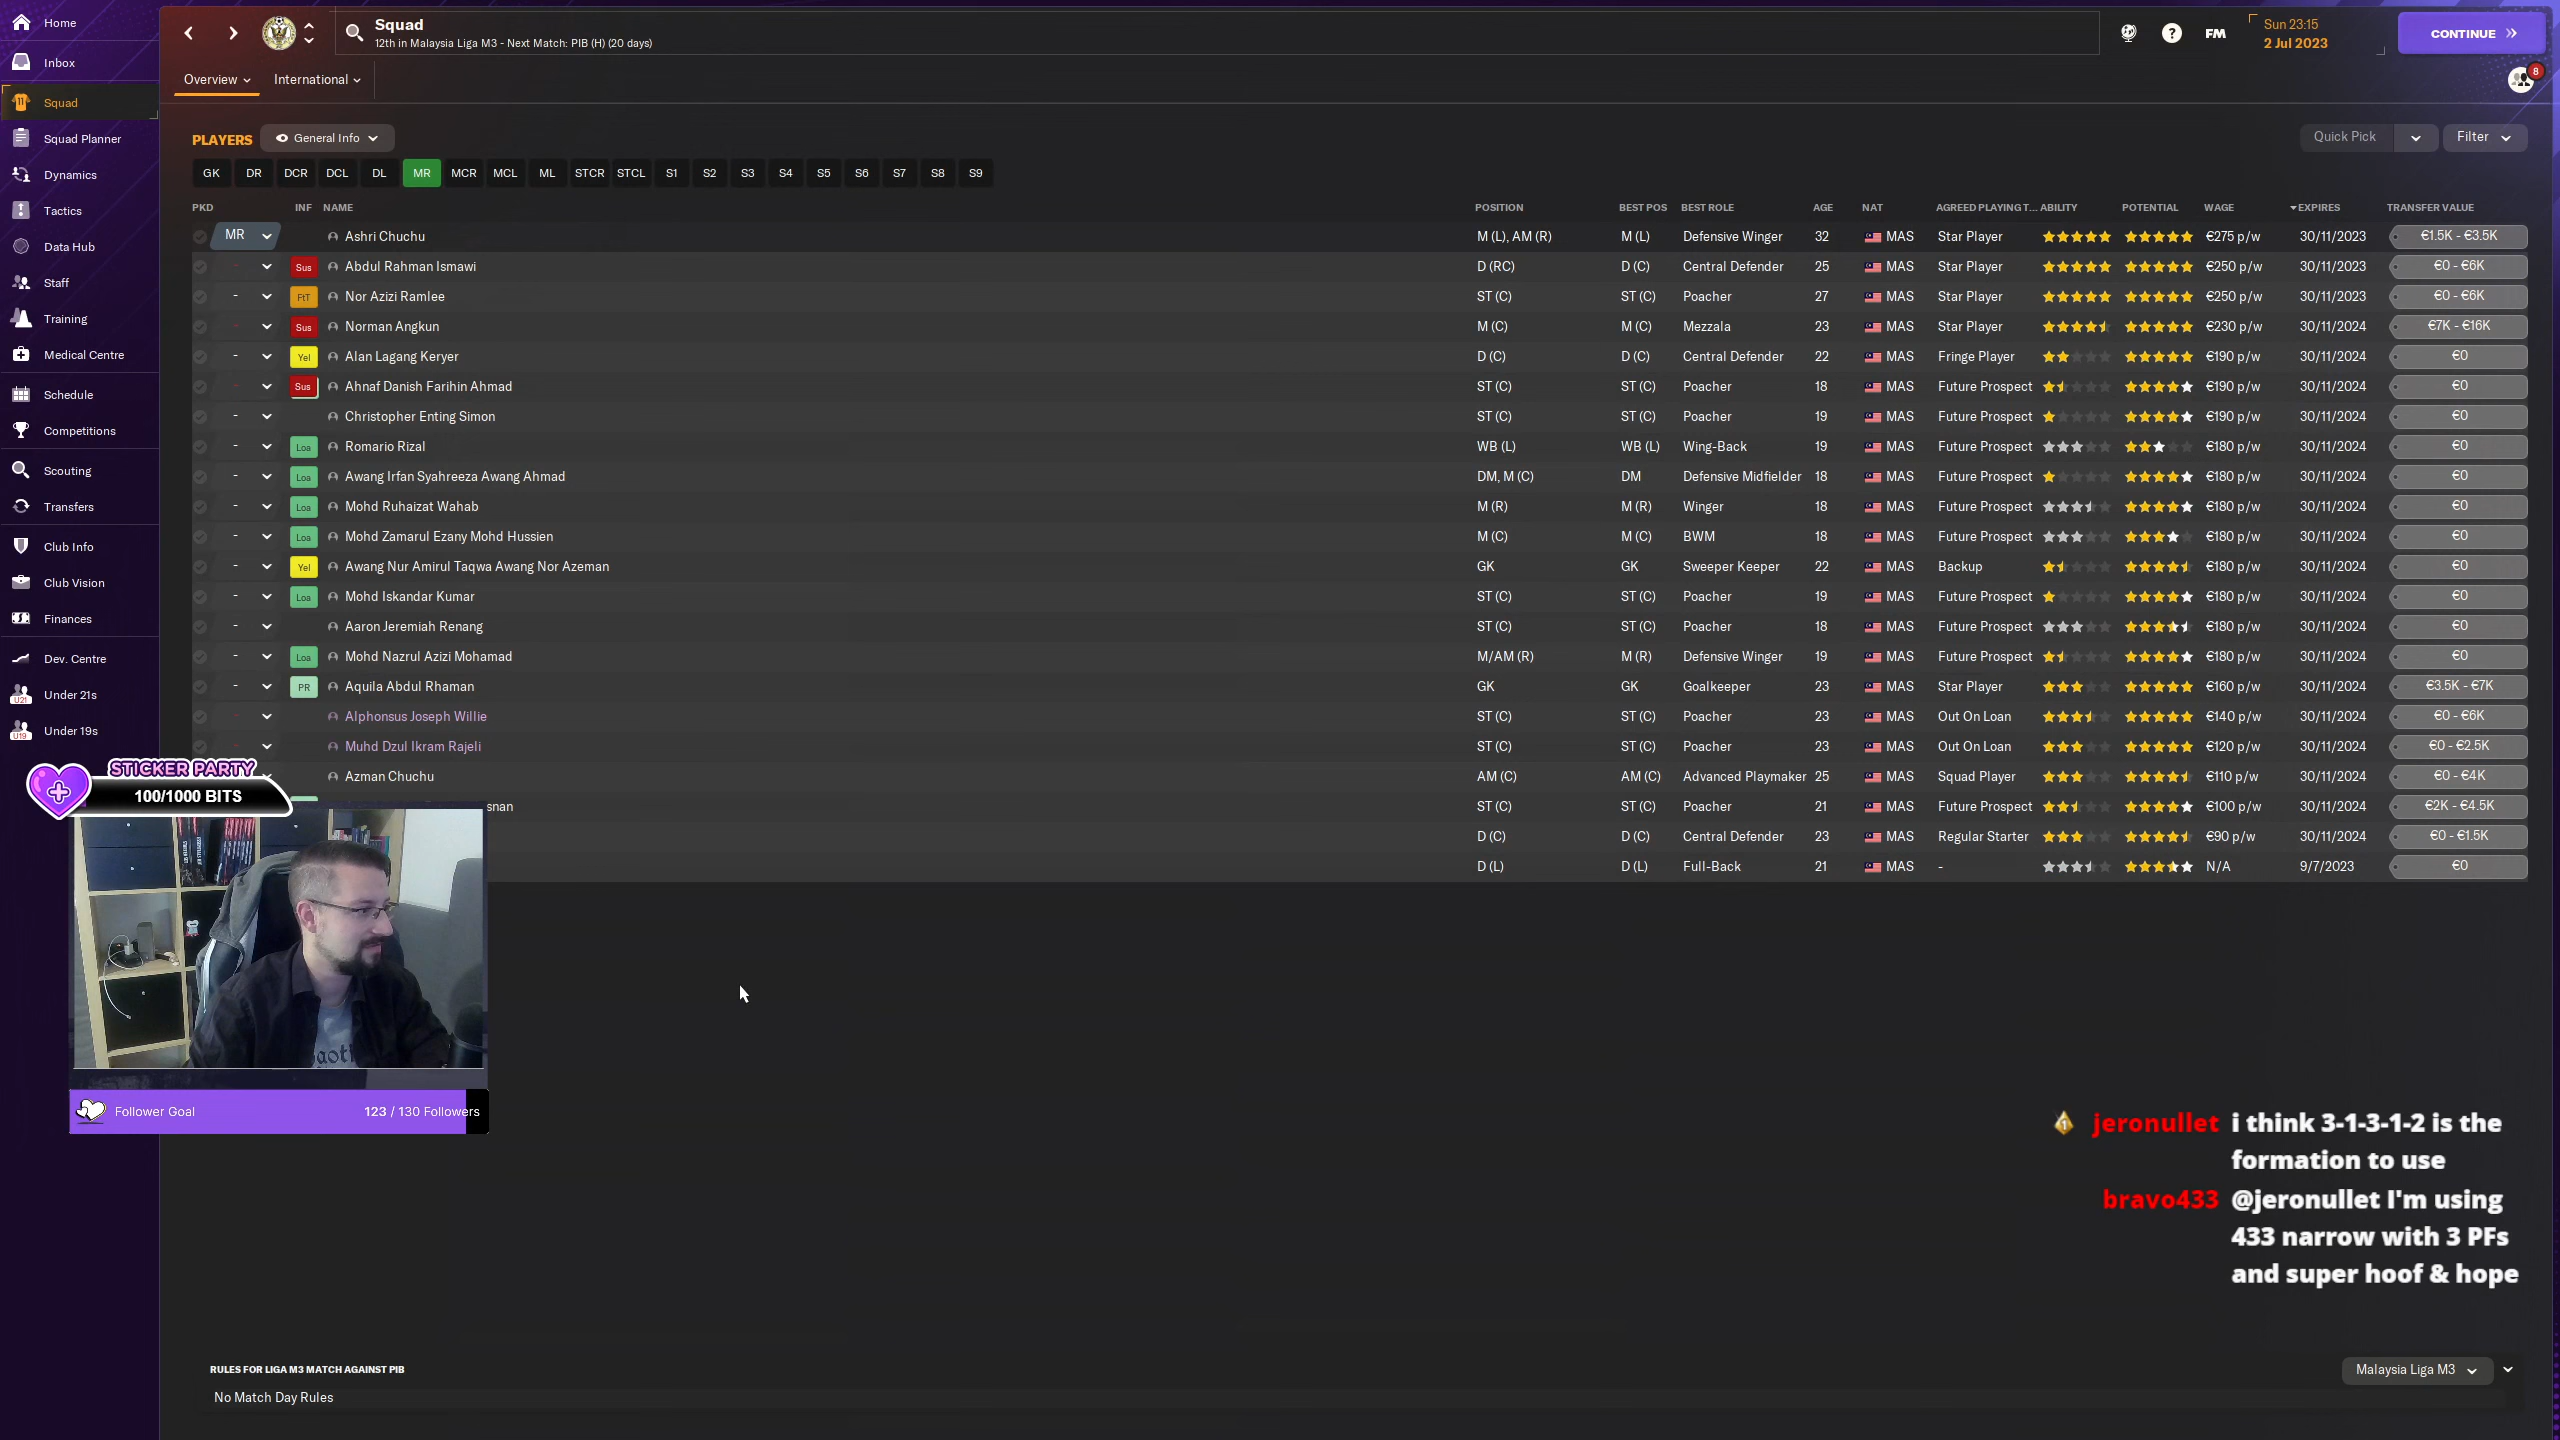 Home
Inbox
Squad
Squad Planner
Dynamics
Tactics
Data Hub
Staff
Training
Medical Centre
Schedule
Competitions
Scouting
Transfers
Club Info
Club Vision
Finances
Dev. Centre
Under 21s
Under 19s
Squad
12th in Malaysia Liga M3 - Next Match: PIB (H) (20 days)
FM
Sun 23:15
2 Jul 2023
CONTINUE
8
Overview International
PLAYERS General Info
Quick Pick Filter
GK DR DCR DCL DL MR MCR MCL ML STCR STCL S1 S2 S3 S4 S5 S6 S7 S8 S9
PKD INF NAME POSITION BEST POS BEST ROLE AGE NAT AGREED PLAYING T... ABILITY POTENTIAL WAGE EXPIRES TRANSFER VALUE
MR Ashri Chuchu M (L), AM (R) M (L) Defensive Winger 32 MAS Star Player €275 p/w 30/11/2023 €1.5K - €3.5K
- Sus Abdul Rahman Ismawi D (RC) D (C) Central Defender 25 MAS Star Player €250 p/w 30/11/2023 €0 - €6K
- FtT Nor Azizi Ramlee ST (C) ST (C) Poacher 27 MAS Star Player €250 p/w 30/11/2023 €0 - €6K
- Sus Norman Angkun M (C) M (C) Mezzala 23 MAS Star Player €230 p/w 30/11/2024 €7K - €16K
- Yel Alan Lagang Keryer D (C) D (C) Central Defender 22 MAS Fringe Player €190 p/w 30/11/2024 €0
- Sus Ahnaf Danish Farihin Ahmad ST (C) ST (C) Poacher 18 MAS Future Prospect €190 p/w 30/11/2024 €0
- Christopher Enting Simon ST (C) ST (C) Poacher 19 MAS Future Prospect €190 p/w 30/11/2024 €0
- Loa Romario Rizal WB (L) WB (L) Wing-Back 19 MAS Future Prospect €180 p/w 30/11/2024 €0
- Loa Awang Irfan Syahreeza Awang Ahmad DM, M (C) DM Defensive Midfielder 18 MAS Future Prospect €180 p/w 30/11/2024 €0
- Loa Mohd Ruhaizat Wahab M (R) M (R) Winger 18 MAS Future Prospect €180 p/w 30/11/2024 €0
- Loa Mohd Zamarul Ezany Mohd Hussien M (C) M (C) BWM 18 MAS Future Prospect €180 p/w 30/11/2024 €0
- Yel Awang Nur Amirul Taqwa Awang Nor Azeman GK GK Sweeper Keeper 22 MAS Backup €180 p/w 30/11/2024 €0
- Loa Mohd Iskandar Kumar ST (C) ST (C) Poacher 19 MAS Future Prospect €180 p/w 30/11/2024 €0
- Aaron Jeremiah Renang ST (C) ST (C) Poacher 18 MAS Future Prospect €180 p/w 30/11/2024 €0
- Loa Mohd Nazrul Azizi Mohamad M/AM (R) M (R) Defensive Winger 19 MAS Future Prospect €180 p/w 30/11/2024 €0
- PR Aquila Abdul Rhaman GK GK Goalkeeper 23 MAS Star Player €160 p/w 30/11/2024 €3.5K - €7K
- Alphonsus Joseph Willie ST (C) ST (C) Poacher 23 MAS Out On Loan €140 p/w 30/11/2024 €0 - €6K
- Muhd Dzul Ikram Rajeli ST (C) ST (C) Poacher 23 MAS Out On Loan €120 p/w 30/11/2024 €0 - €2.5K
Azman Chuchu AM (C) AM (C) Advanced Playmaker 25 MAS Squad Player €110 p/w 30/11/2024 €0 - €4K
snan ST (C) ST (C) Poacher 21 MAS Future Prospect €100 p/w 30/11/2024 €2K - €4.5K
D (C) D (C) Central Defender 23 MAS Regular Starter €90 p/w 30/11/2024 €0 - €1.5K
D (L) D (L) Full-Back 21 MAS - N/A 9/7/2023 €0
STICKER PARTY
100/1000 BITS
Follower Goal 123 / 130 Followers
jeronullet i think 3-1-3-1-2 is the
formation to use
bravo433 @jeronullet I'm using
433 narrow with 3 PFs
and super hoof & hope
RULES FOR LIGA M3 MATCH AGAINST PIB
Malaysia Liga M3
No Match Day Rules